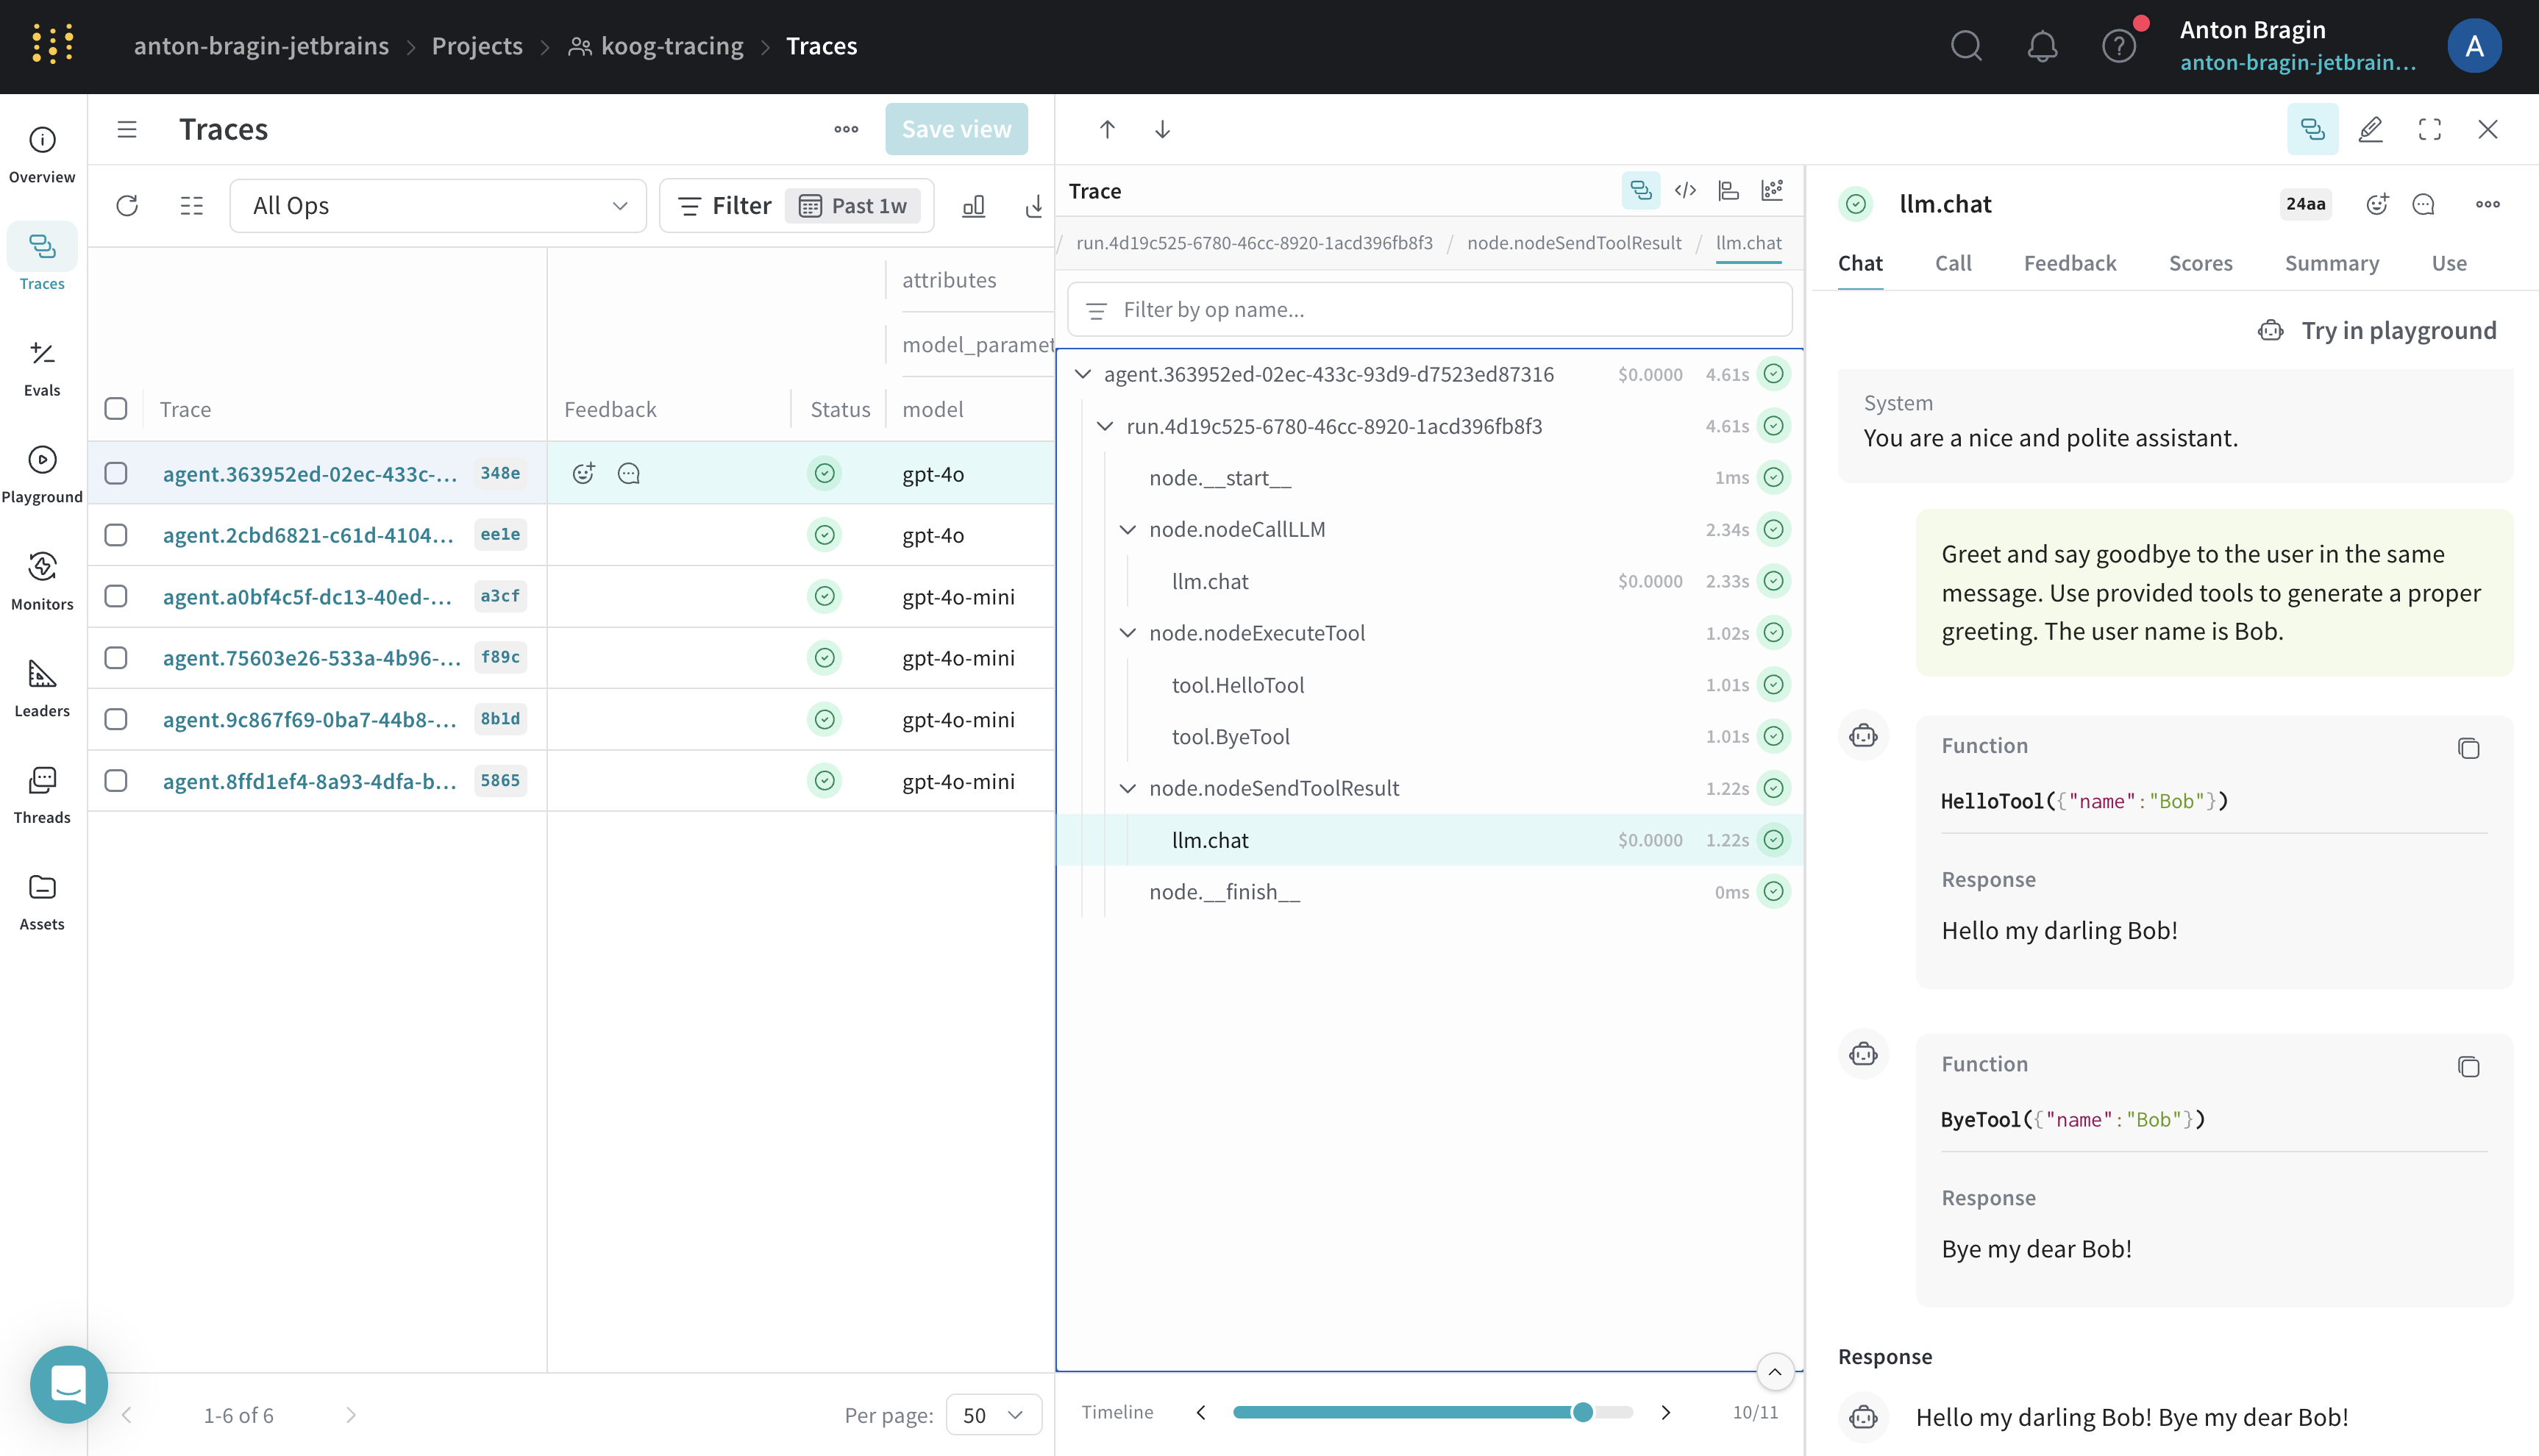 anton-bragin-jetbrains > Projects > koog-tracing > Traces
Anton Bragin
anton-bragin-jetbrain...
A
Overview
Traces
Evals
Playground
Monitors
Leaders
Threads
Assets
Traces
Save view
All Ops
Filter
Past 1w
attributes
model_paramet
Trace
Feedback
Status
model
agent.363952ed-02ec-433c-... 348e gpt-4o
agent.2cbd6821-c61d-4104... ee1e gpt-4o
agent.a0bf4c5f-dc13-40ed-... a3cf gpt-4o-mini
agent.75603e26-533a-4b96-... f89c gpt-4o-mini
agent.9c867f69-0ba7-44b8-... 8b1d gpt-4o-mini
agent.8ffd1ef4-8a93-4dfa-b... 5865 gpt-4o-mini
1-6 of 6
Per page: 50
Trace
/ run.4d19c525-6780-46cc-8920-1acd396fb8f3 / node.nodeSendToolResult / llm.chat
Filter by op name...
agent.363952ed-02ec-433c-93d9-d7523ed87316 $0.0000 4.61s
run.4d19c525-6780-46cc-8920-1acd396fb8f3 4.61s
node.__start__ 1ms
node.nodeCallLLM 2.34s
llm.chat $0.0000 2.33s
node.nodeExecuteTool 1.02s
tool.HelloTool 1.01s
tool.ByeTool 1.01s
node.nodeSendToolResult 1.22s
llm.chat $0.0000 1.22s
node.__finish__ 0ms
Timeline
10/11
llm.chat
24aa
Chat
Call
Feedback
Scores
Summary
Use
Try in playground
System
You are a nice and polite assistant.
Greet and say goodbye to the user in the same
message. Use provided tools to generate a proper
greeting. The user name is Bob.
Function
HelloTool({"name":"Bob"})
Response
Hello my darling Bob!
Function
ByeTool({"name":"Bob"})
Response
Bye my dear Bob!
Response
Hello my darling Bob! Bye my dear Bob!